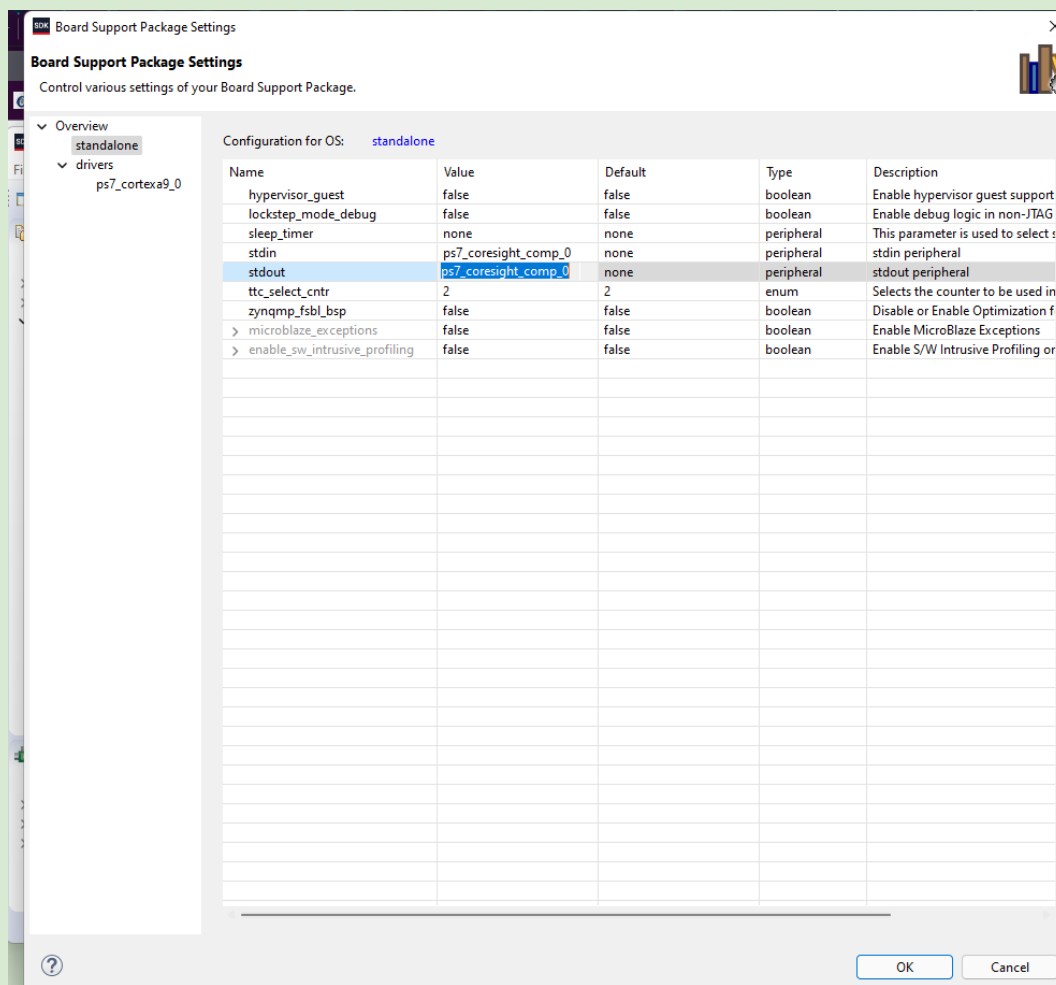 SDK Board Support Package Settings
Board Support Package Settings
Control various settings of your Board Support Package.
Overview
standalone
drivers
ps7_cortexa9_0
Configuration for OS: standalone
Name Value Default Type Description
hypervisor_guest false false boolean Enable hypervisor guest support
lockstep_mode_debug false false boolean Enable debug logic in non-JTAG
sleep_timer none none peripheral This parameter is used to select s
stdin ps7_coresight_comp_0 none peripheral stdin peripheral
stdout ps7_coresight_comp_0 none peripheral stdout peripheral
ttc_select_cntr 2 2 enum Selects the counter to be used in
zynqmp_fsbl_bsp false false boolean Disable or Enable Optimization f
microblaze_exceptions false false boolean Enable MicroBlaze Exceptions
enable_sw_intrusive_profiling false false boolean Enable S/W Intrusive Profiling or
? OK Cancel